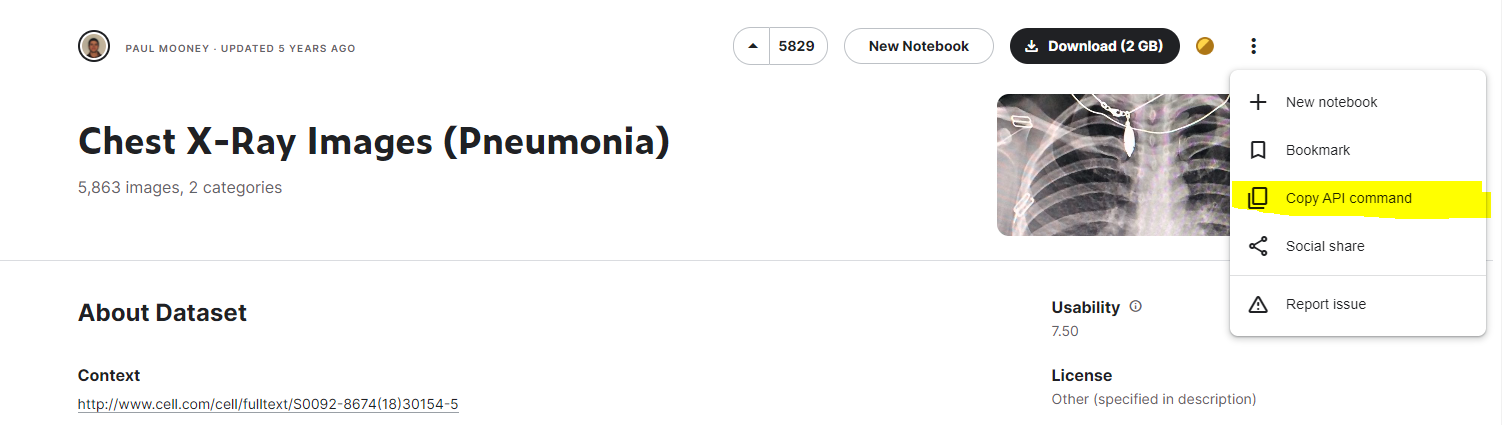 PAUL MOONEY · UPDATED 5 YEARS AGO
5829
New Notebook
Download (2 GB)
New notebook
Bookmark
Copy API command
Social share
Report issue
Chest X-Ray Images (Pneumonia)
5,863 images, 2 categories
About Dataset
Context
http://www.cell.com/cell/fulltext/S0092-8674(18)30154-5
Usability
7.50
License
Other (specified in description)